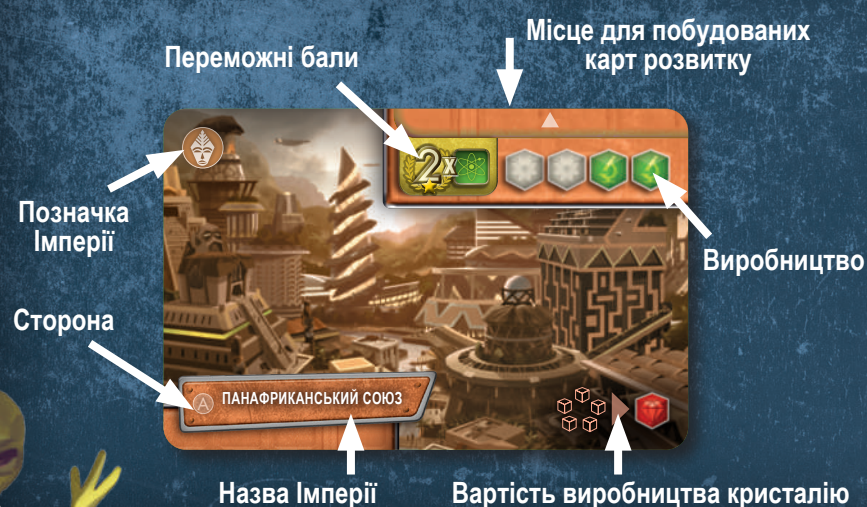 Місце для побудованих
карт розвитку
Переможні бали
2x
Позначка
Імперії
Виробництво
Сторона
A ПАНАФРИКАНСЬКИЙ СОЮЗ
Назва Імперії
Вартість виробництва кристалію